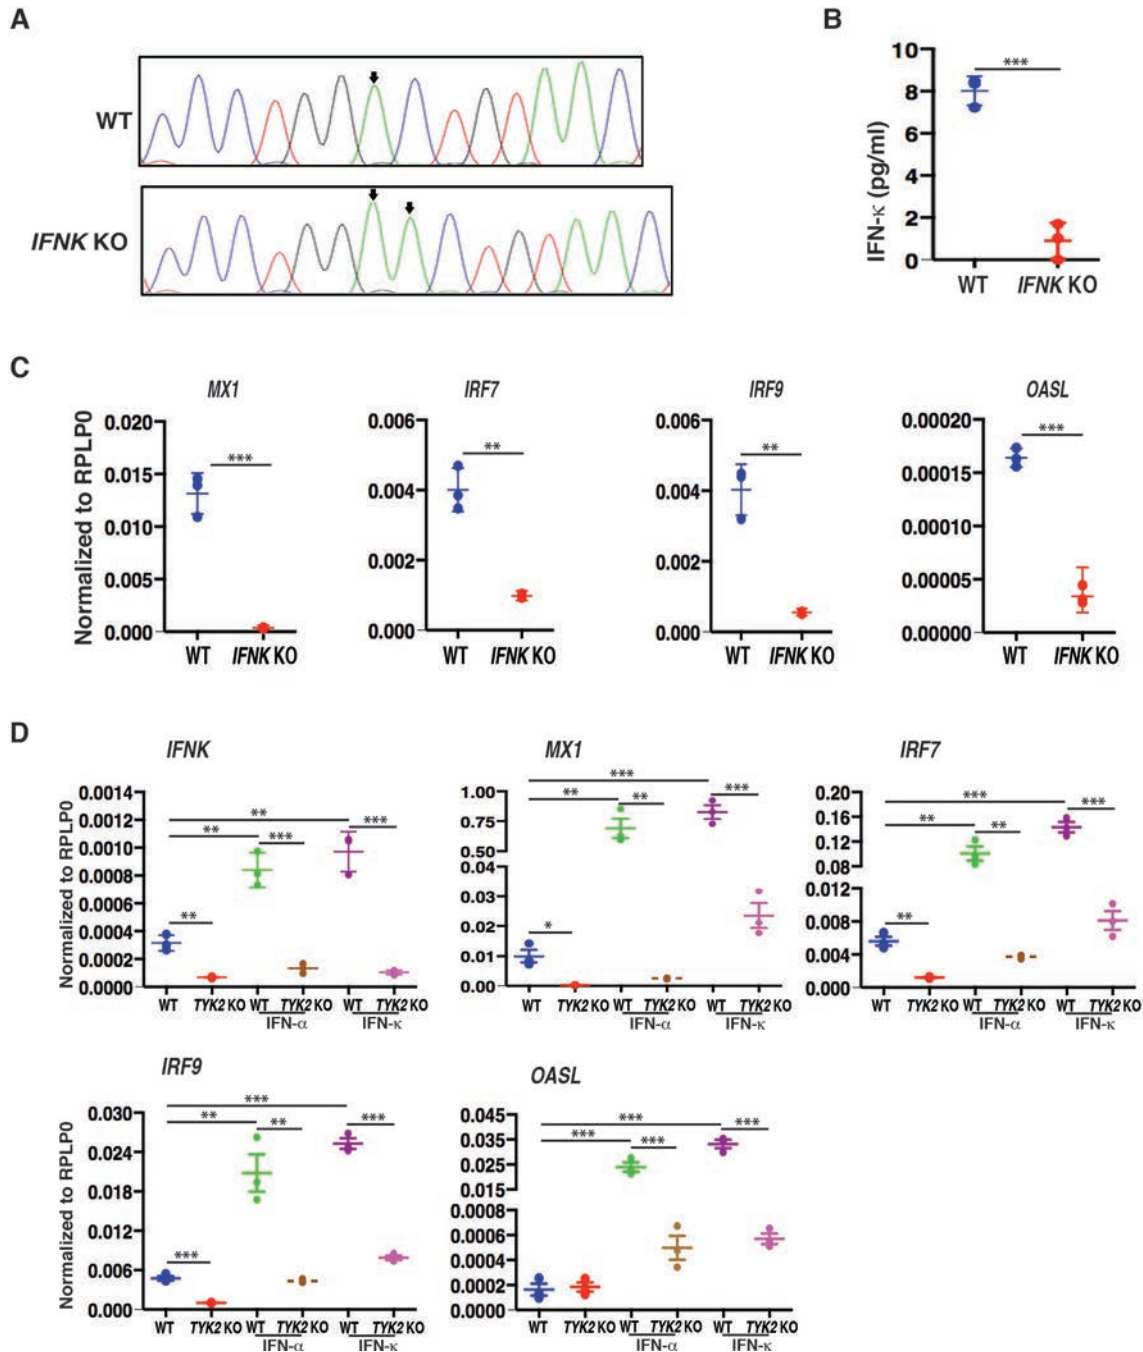 A
WT
IFNK KO
B
10
8
6
4
2
0
IFN-κ (pg/ml)
***
WT IFNK KO
C
Normalized to RPLP0
MX1
0.020
0.015
0.010
0.005
0.000
***
WT IFNK KO
IRF7
0.006
0.004
0.002
0.000
**
WT IFNK KO
IRF9
0.006
0.004
0.002
0.000
**
WT IFNK KO
OASL
0.00020
0.00015
0.00010
0.00005
0.00000
***
WT IFNK KO
D
Normalized to RPLP0
IFNK
0.0014
0.0012
0.0010
0.0008
0.0006
0.0004
0.0002
0.0000
**
***
** ***
**
WT TYK2 KO WT TYK2 KO WT TYK2 KO
IFN-α IFN-κ
MX1
1.00
0.75
0.50
0.04
0.03
0.02
0.01
0.00
***
***
** **
*
WT TYK2 KO WT TYK2 KO WT TYK2 KO
IFN-α IFN-κ
IRF7
0.20
0.16
0.12
0.08
0.012
0.008
0.004
0.000
***
***
**
**
**
WT TYK2 KO WT TYK2 KO WT TYK2 KO
IFN-α IFN-κ
Normalized to RPLP0
IRF9
0.030
0.024
0.018
0.012
0.006
0.000
***
** ***
**
***
WT TYK2 KO WT TYK2 KO WT TYK2 KO
IFN-α IFN-κ
OASL
0.045
0.035
0.025
0.015
0.0008
0.0006
0.0004
0.0002
0.0000
***
***
***
***
WT TYK2 KO WT TYK2 KO WT TYK2 KO
IFN-α IFN-κ